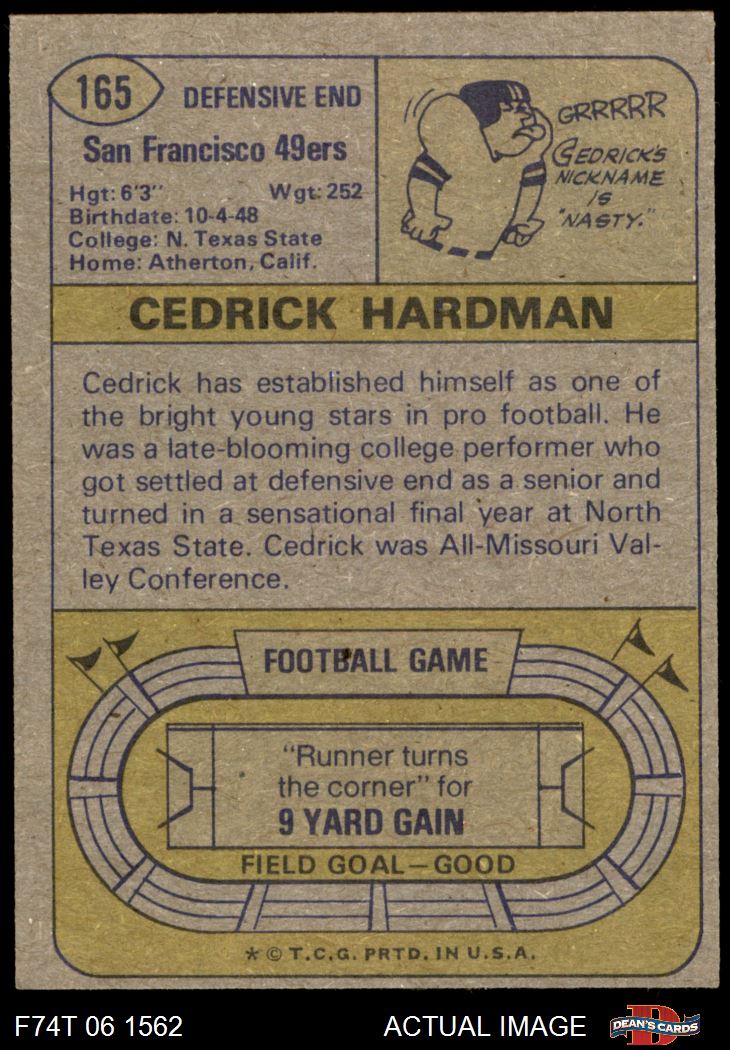 165
DEFENSIVE END
San Francisco 49ers
Hgt: 6'3" Wgt: 252
Birthdate: 10-4-48
College: N. Texas State
Home: Atherton, Calif.
GRRRRR
CEDRICK'S
NICKNAME
IS
"NASTY."
CEDRICK HARDMAN
Cedrick has established himself as one of
the bright young stars in pro football. He
was a late-blooming college performer who
got settled at defensive end as a senior and
turned in a sensational final year at North
Texas State. Cedrick was All-Missouri Val-
ley Conference.
FOOTBALL GAME
"Runner turns
the corner" for
9 YARD GAIN
FIELD GOAL—GOOD
* © T.C.G. PRTD. IN U.S.A.
F74T 06 1562 ACTUAL IMAGE
D
DEAN'S CARDS